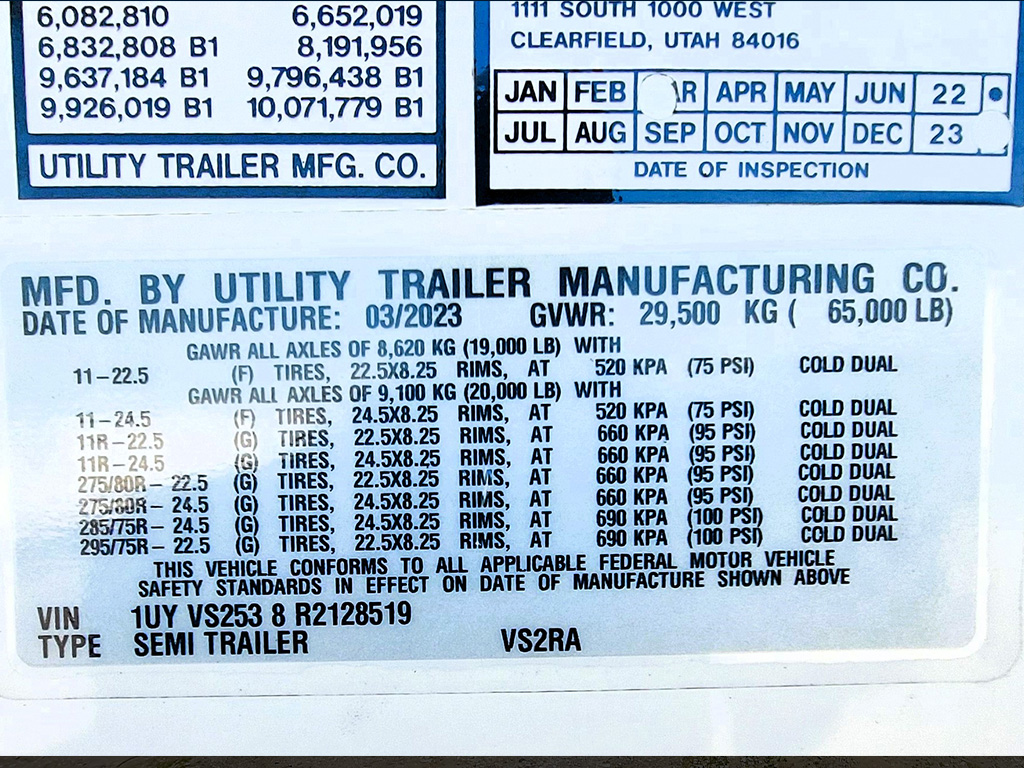 6,082,810 6,652,019
6,832,808 B1 8,191,956
9,637,184 B1 9,796,438 B1
9,926,019 B1 10,071,779 B1
UTILITY TRAILER MFG. CO.
1111 SOUTH 1000 WEST
CLEARFIELD, UTAH 84016
JAN FEB AR APR MAY JUN 22
JUL AUG SEP OCT NOV DEC 23
DATE OF INSPECTION
MFD. BY UTILITY TRAILER MANUFACTURING CO.
DATE OF MANUFACTURE: 03/2023 GVWR: 29,500 KG ( 65,000 LB)
GAWR ALL AXLES OF 8,620 KG (19,000 LB) WITH
11-22.5 (F) TIRES, 22.5X8.25 RIMS, AT 520 KPA (75 PSI) COLD DUAL
GAWR ALL AXLES OF 9,100 KG (20,000 LB) WITH
11-24.5 (F) TIRES, 24.5X8.25 RIMS, AT 520 KPA (75 PSI) COLD DUAL
11R-22.5 (G) TIRES, 22.5X8.25 RIMS, AT 660 KPA (95 PSI) COLD DUAL
11R-24.5 (G) TIRES, 24.5X8.25 RIMS, AT 660 KPA (95 PSI) COLD DUAL
275/80R- 22.5 (G) TIRES, 22.5X8.25 RIMS, AT 660 KPA (95 PSI) COLD DUAL
275/80R- 24.5 (G) TIRES, 24.5X8.25 RIMS, AT 660 KPA (95 PSI) COLD DUAL
285/75R- 24.5 (G) TIRES, 24.5X8.25 RIMS, AT 690 KPA (100 PSI) COLD DUAL
295/75R- 22.5 (G) TIRES, 22.5X8.25 RIMS, AT 690 KPA (100 PSI) COLD DUAL
THIS VEHICLE CONFORMS TO ALL APPLICABLE FEDERAL MOTOR VEHICLE
SAFETY STANDARDS IN EFFECT ON DATE OF MANUFACTURE SHOWN ABOVE
VIN 1UY VS253 8 R2128519
TYPE SEMI TRAILER VS2RA